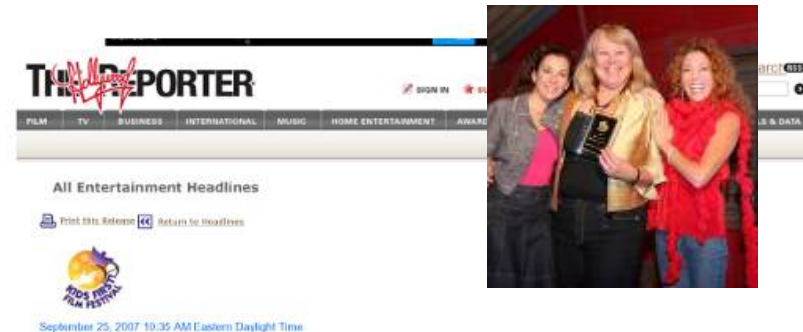 The Hollywood REPORTER
SIGN IN
FILM TV BUSINESS INTERNATIONAL MUSIC HOME ENTERTAINMENT
All Entertainment Headlines
Print this Release Return to Headlines
KIDS FIRST!
FILM FESTIVAL
September 25, 2007 10:35 AM Eastern Daylight Time